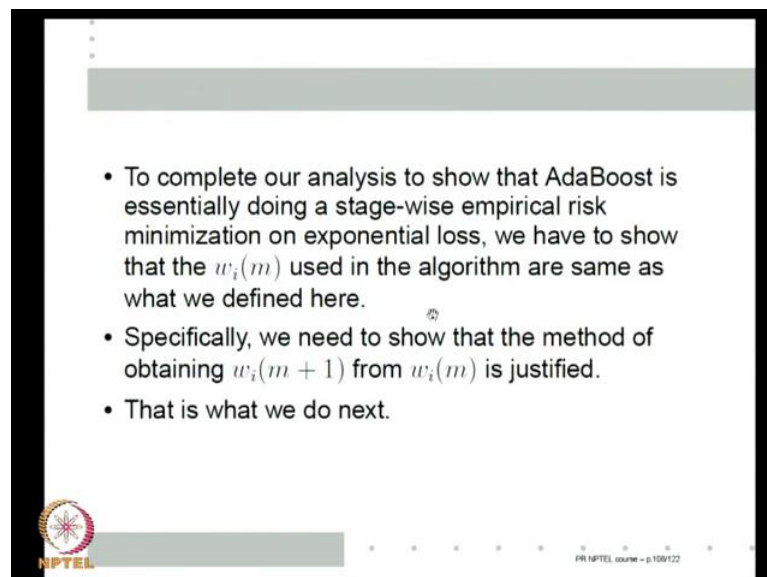 • To complete our analysis to show that AdaBoost is
essentially doing a stage-wise empirical risk
minimization on exponential loss, we have to show
that the wᵢ(m) used in the algorithm are same as
what we defined here.
• Specifically, we need to show that the method of
obtaining wᵢ(m + 1) from wᵢ(m) is justified.
• That is what we do next.
NPTEL
PR NPTEL course – p.108/122